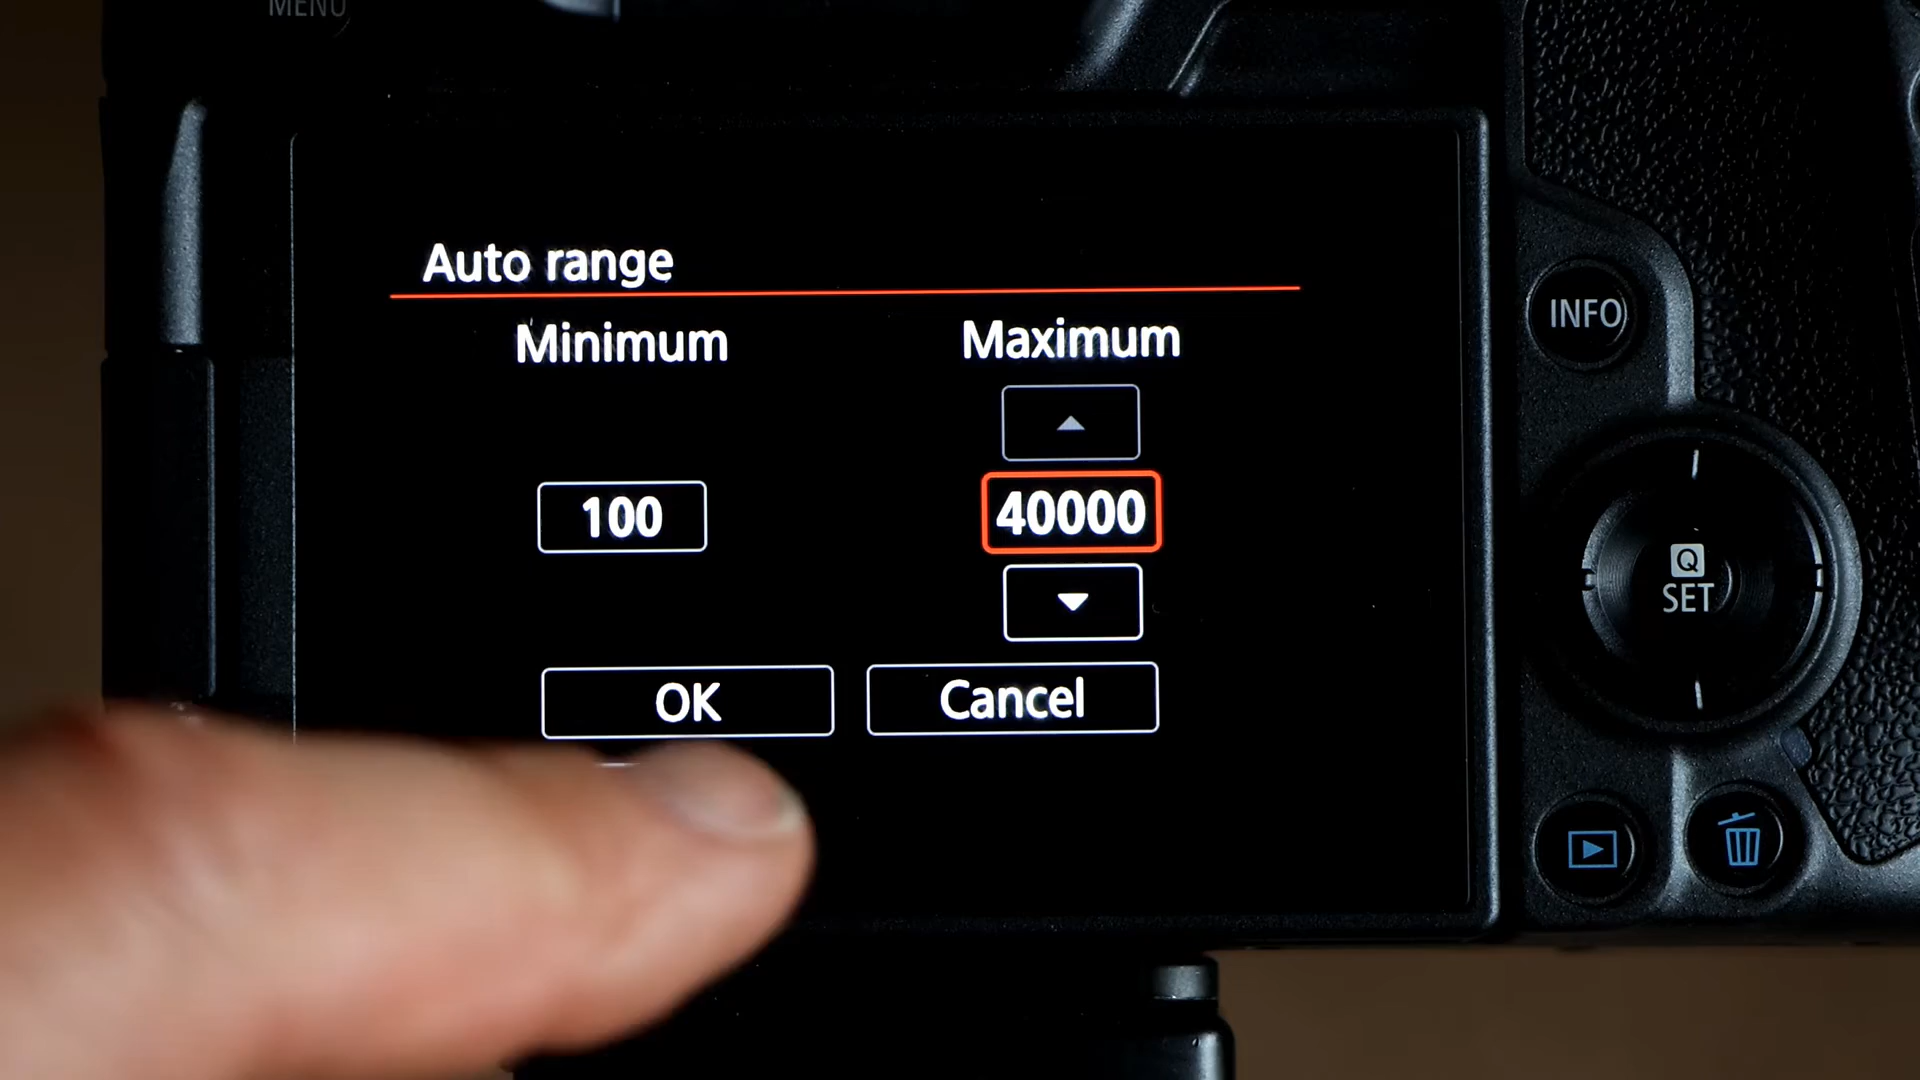 MENU
Auto range
Minimum Maximum
100 40000
OK Cancel
INFO
Q
SET